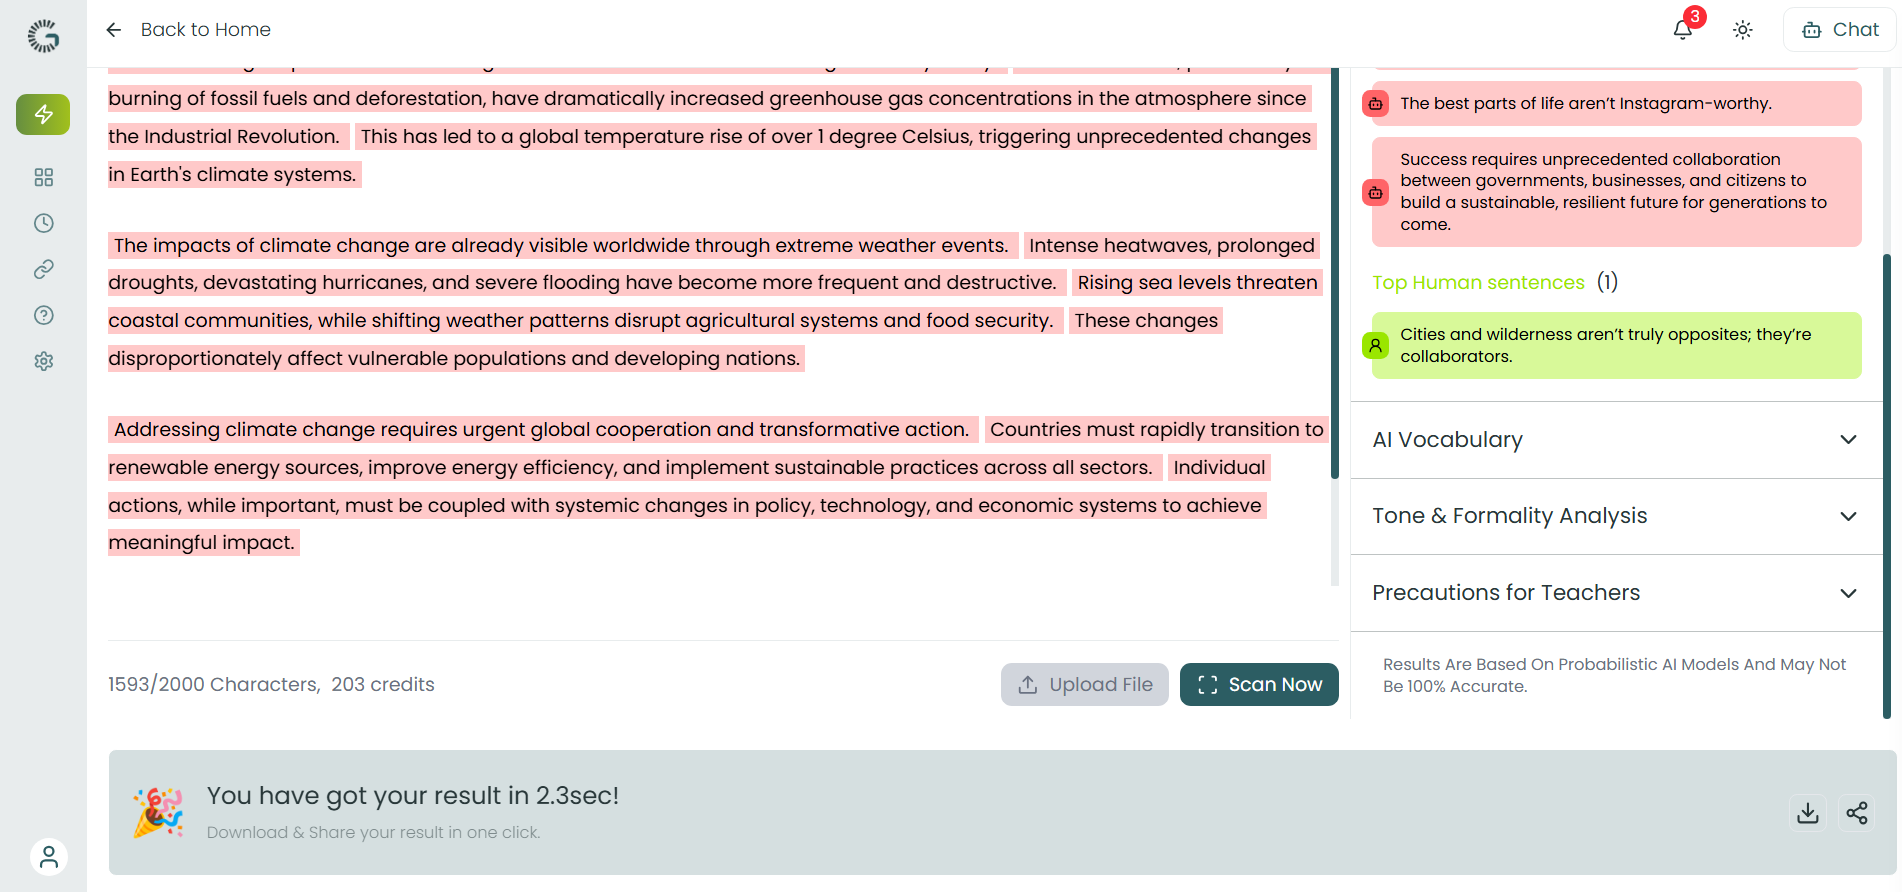 Back to Home
3
Chat
burning of fossil fuels and deforestation, have dramatically increased greenhouse gas concentrations in the atmosphere since
the Industrial Revolution. This has led to a global temperature rise of over 1 degree Celsius, triggering unprecedented changes
in Earth's climate systems.
The impacts of climate change are already visible worldwide through extreme weather events. Intense heatwaves, prolonged
droughts, devastating hurricanes, and severe flooding have become more frequent and destructive. Rising sea levels threaten
coastal communities, while shifting weather patterns disrupt agricultural systems and food security. These changes
disproportionately affect vulnerable populations and developing nations.
Addressing climate change requires urgent global cooperation and transformative action. Countries must rapidly transition to
renewable energy sources, improve energy efficiency, and implement sustainable practices across all sectors. Individual
actions, while important, must be coupled with systemic changes in policy, technology, and economic systems to achieve
meaningful impact.
1593/2000 Characters, 203 credits
Upload File
Scan Now
The best parts of life aren’t Instagram-worthy.
Success requires unprecedented collaboration
between governments, businesses, and citizens to
build a sustainable, resilient future for generations to
come.
Top Human sentences (1)
Cities and wilderness aren’t truly opposites; they’re
collaborators.
AI Vocabulary
Tone & Formality Analysis
Precautions for Teachers
Results Are Based On Probabilistic AI Models And May Not
Be 100% Accurate.
You have got your result in 2.3sec!
Download & Share your result in one click.